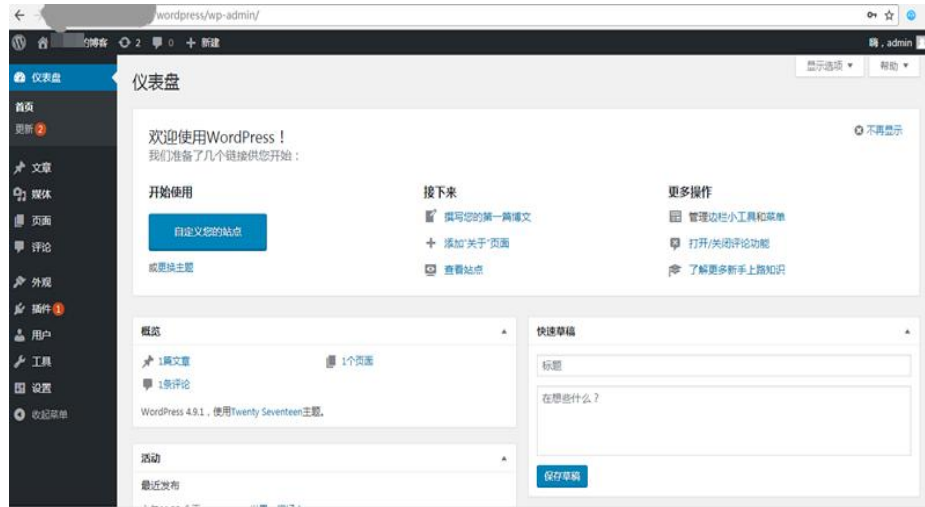 /wordpress/wp-admin/
的博客 2 0 新建 嗨，admin
仪表盘
首页
更新 2
文章
媒体
页面
评论
外观
插件 1
用户
工具
设置
收起菜单
显示选项 帮助
仪表盘
欢迎使用WordPress！
我们准备了几个链接供您开始：
不再显示
开始使用
自定义您的站点
或更换主题
接下来
撰写您的第一篇博文
添加“关于”页面
查看站点
更多操作
管理边栏小工具和菜单
打开/关闭评论功能
了解更多新手上路知识
概览
1篇文章 1个页面
1条评论
WordPress 4.9.1，使用Twenty Seventeen主题。
活动
最近发布
快速草稿
标题
在想些什么？
保存草稿